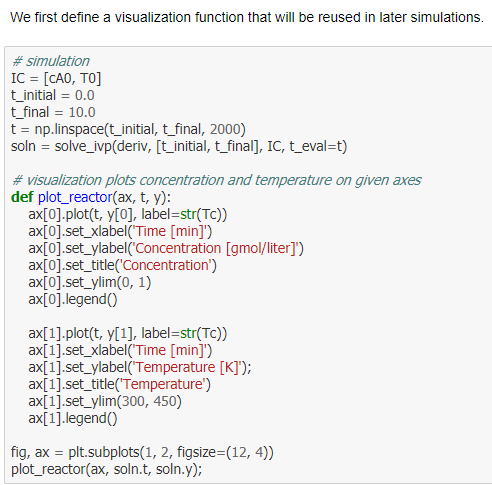 We first define a visualization function that will be reused in later simulations.
# simulation
IC = [cA0, T0]
t_initial = 0.0
t_final = 10.0
t = np.linspace(t_initial, t_final, 2000)
soln = solve_ivp(deriv, [t_initial, t_final], IC, t_eval=t)
# visualization plots concentration and temperature on given axes
def plot_reactor(ax, t, y):
    ax[0].plot(t, y[0], label=str(Tc))
    ax[0].set_xlabel('Time [min]')
    ax[0].set_ylabel('Concentration [gmol/liter]')
    ax[0].set_title('Concentration')
    ax[0].set_ylim(0, 1)
    ax[0].legend()
    ax[1].plot(t, y[1], label=str(Tc))
    ax[1].set_xlabel('Time [min]')
    ax[1].set_ylabel('Temperature [K]');
    ax[1].set_title('Temperature')
    ax[1].set_ylim(300, 450)
    ax[1].legend()
fig, ax = plt.subplots(1, 2, figsize=(12, 4))
plot_reactor(ax, soln.t, soln.y);